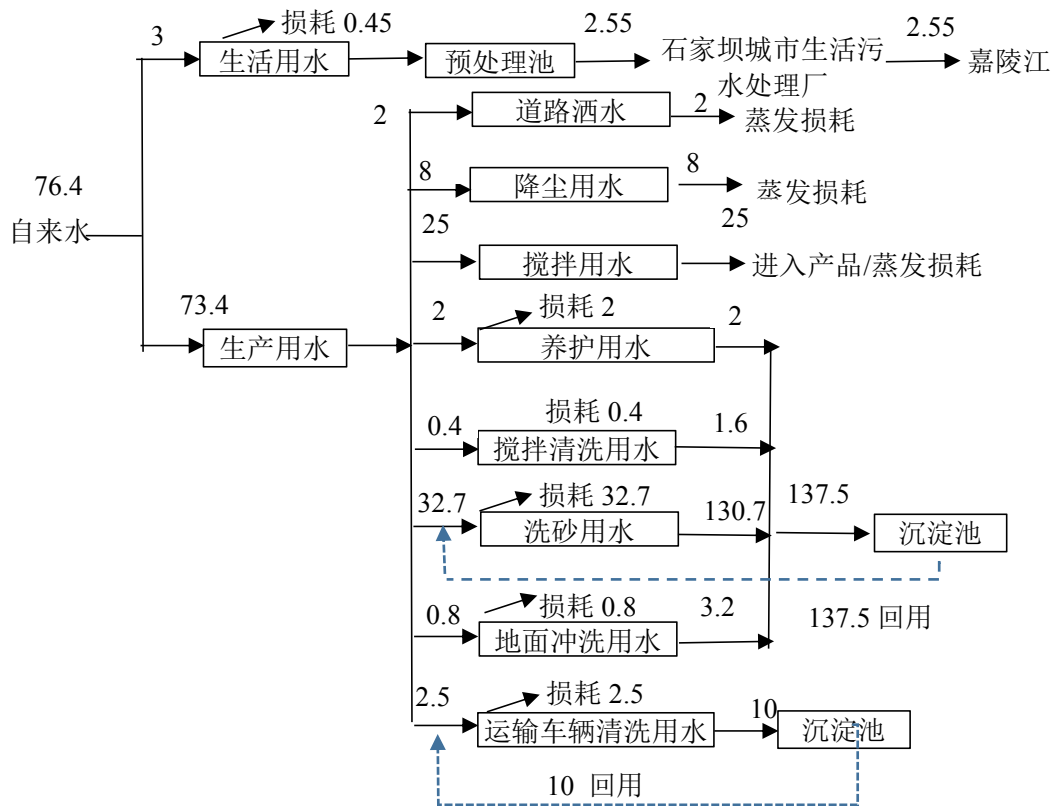 损耗 0.45
3
生活用水
预处理池
2.55
石家坝城市生活污
水处理厂
2.55
嘉陵江
2
道路洒水
2
蒸发损耗
76.4
自来水
8
降尘用水
8
蒸发损耗
25
搅拌用水
25
进入产品/蒸发损耗
73.4
生产用水
2
损耗 2
养护用水
2
0.4
损耗 0.4
搅拌清洗用水
1.6
32.7
损耗 32.7
洗砂用水
130.7
137.5
沉淀池
137.5 回用
0.8
损耗 0.8
地面冲洗用水
3.2
2.5
损耗 2.5
运输车辆清洗用水
10
沉淀池
10 回用